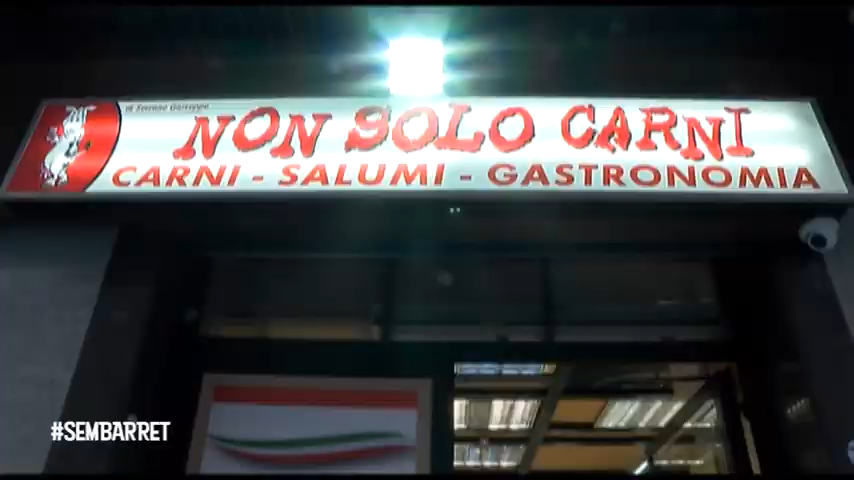 NON SOLO CARNI
CARNI - SALUMI - GASTRONOMIA
#SEMBARRET